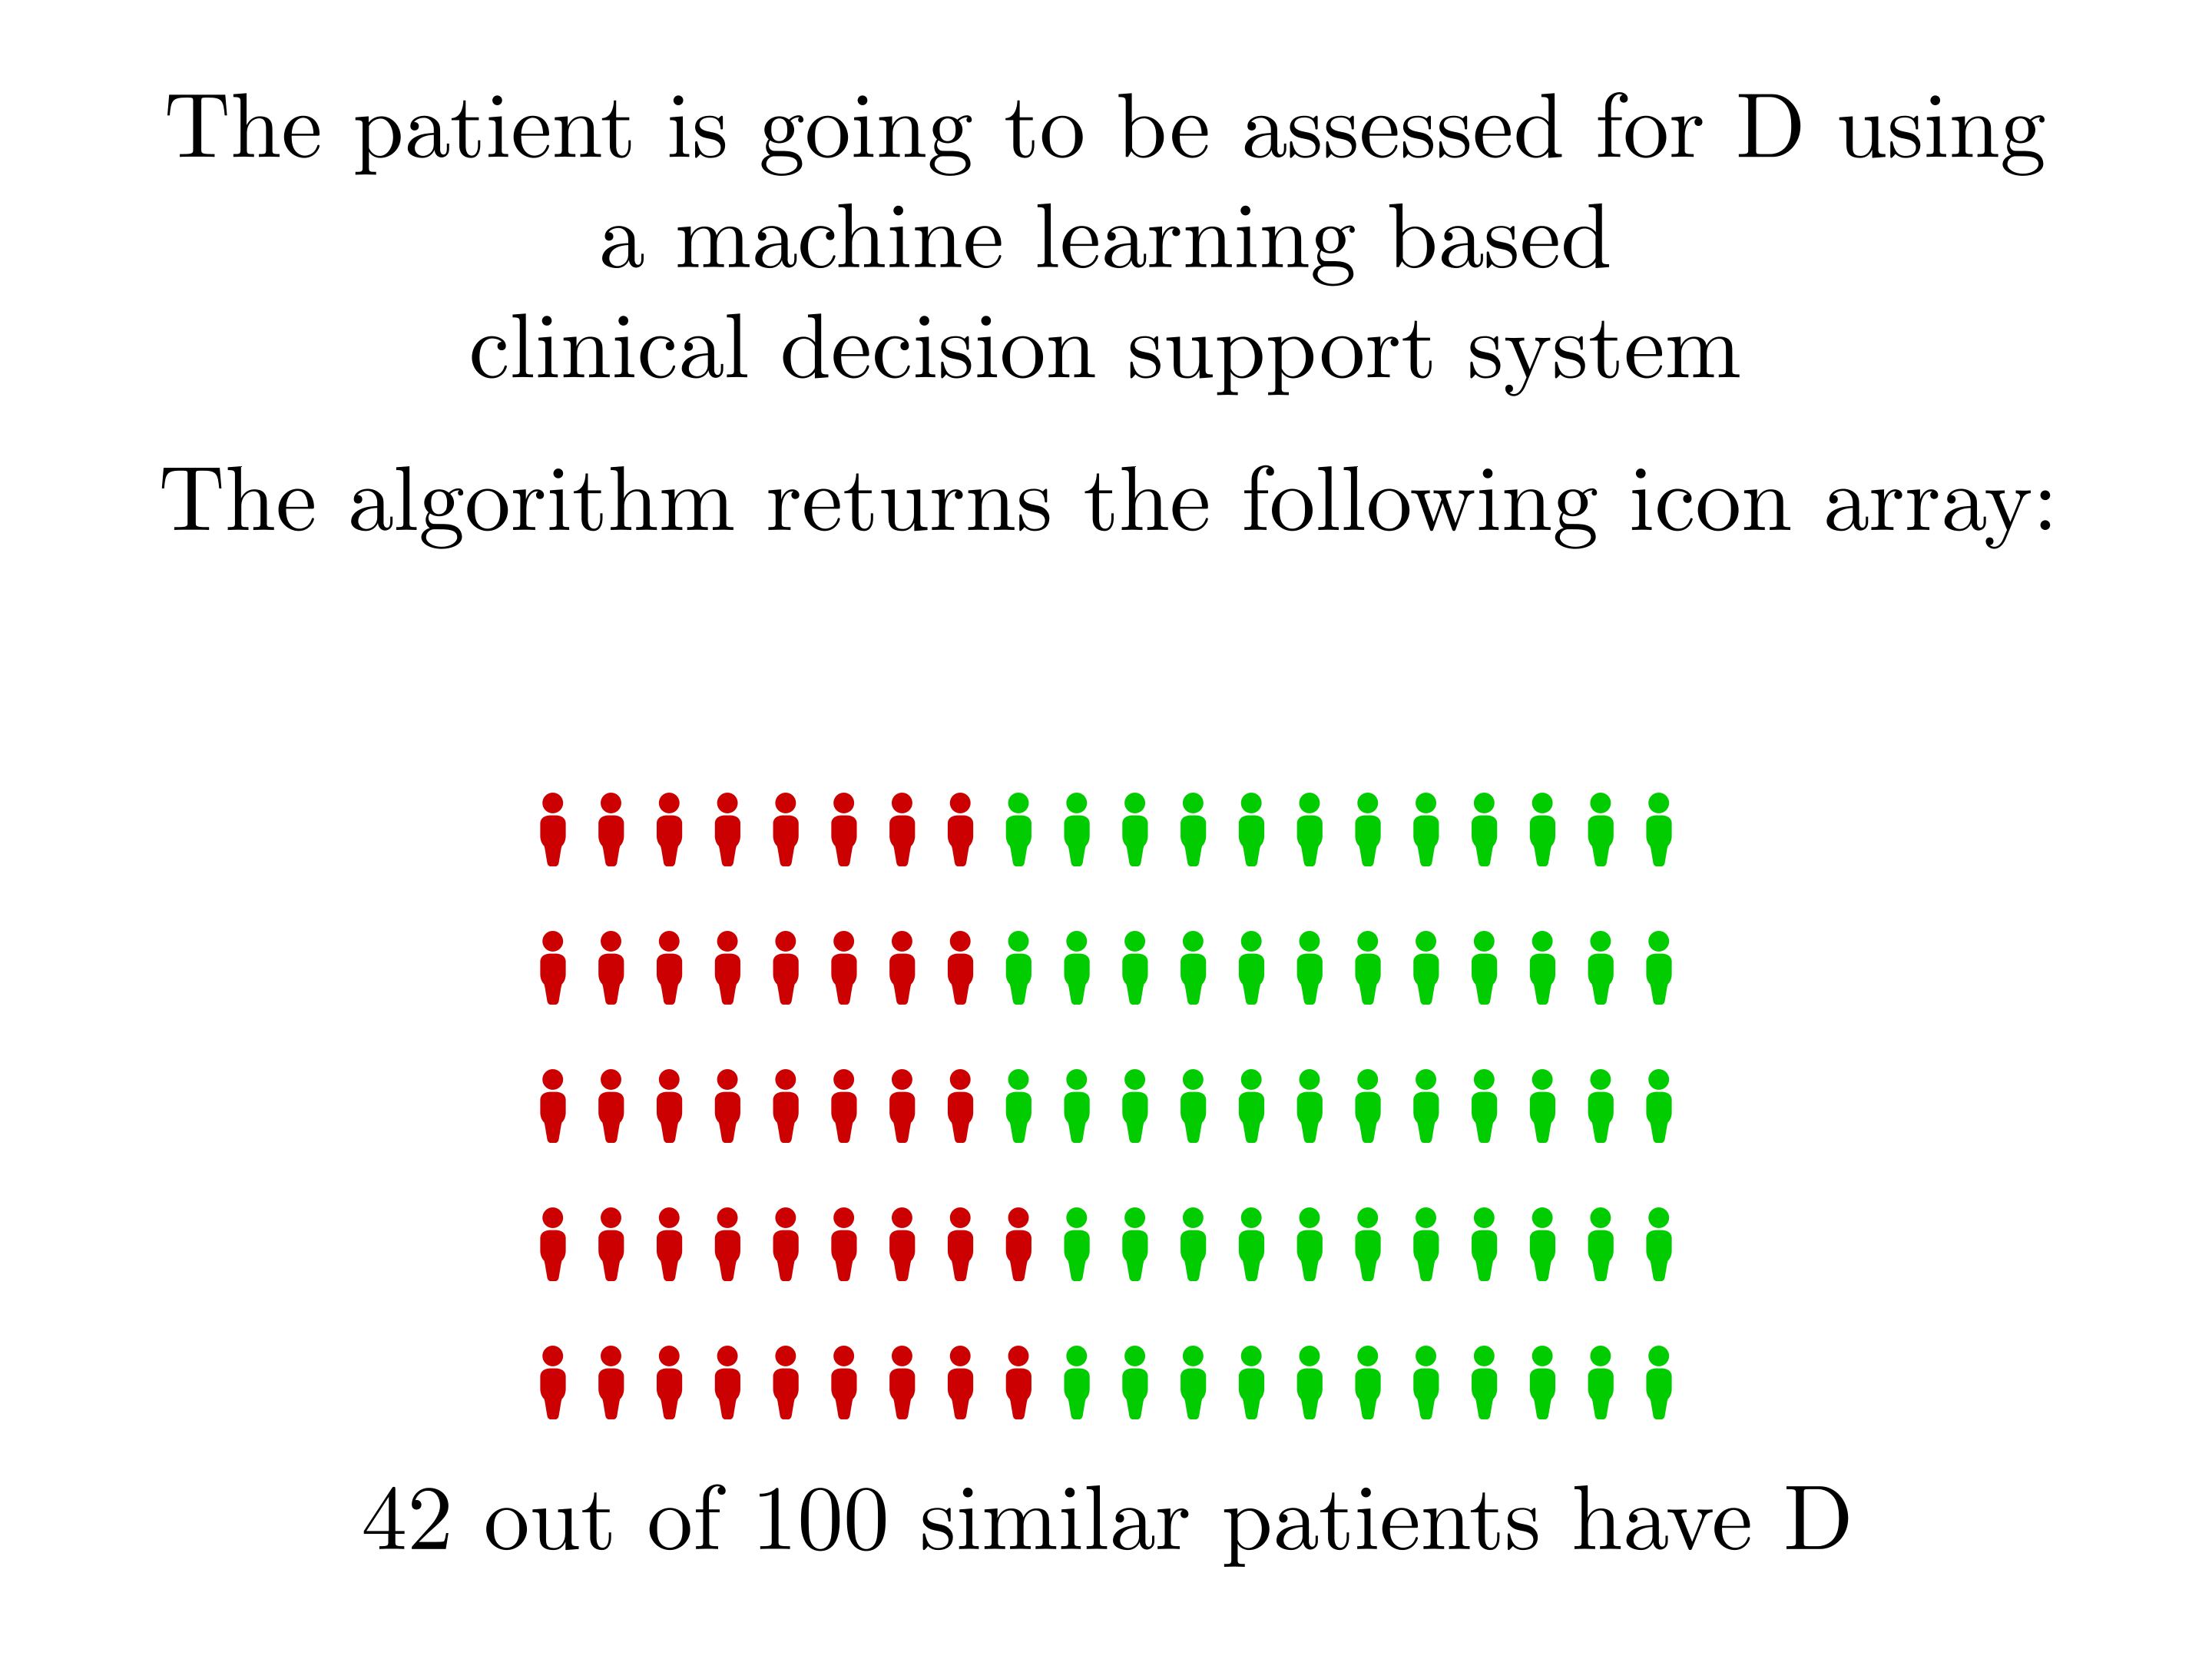 The patient is going to be assessed for D using
a machine learning based
clinical decision support system
The algorithm returns the following icon array:
42 out of 100 similar patients have D